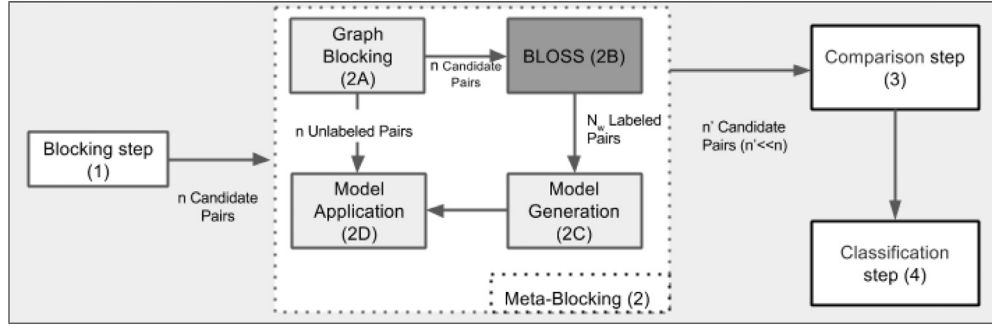 Blocking step
(1)
n Candidate
Pairs
Graph
Blocking
(2A)
n Candidate
Pairs
BLOSS (2B)
n Unlabeled Pairs
N_w Labeled
Pairs
Model
Application
(2D)
Model
Generation
(2C)
Meta-Blocking (2)
n' Candidate
Pairs (n'<<n)
Comparison step
(3)
Classification
step (4)